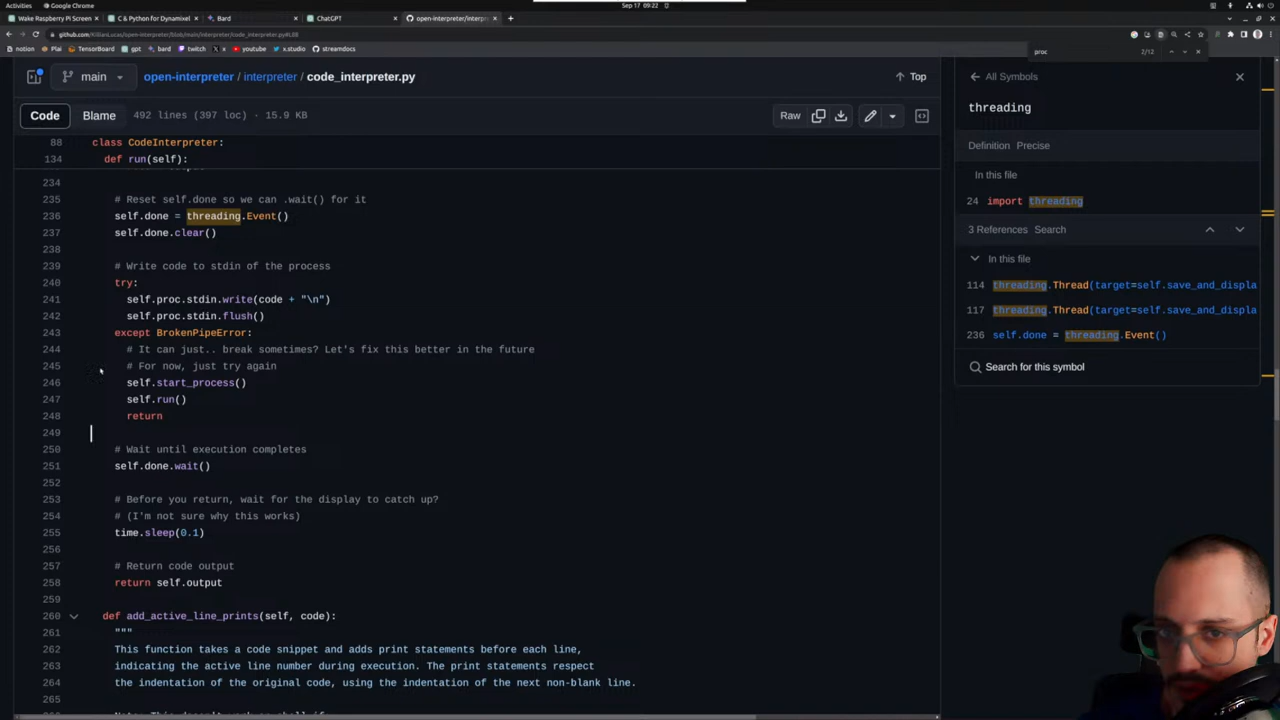 Activities
Google Chrome
Sep 17 09:22
Wake Raspberry Pi Screen
C & Python for Dynamixel
Bard
ChatGPT
open-interpreter/interpr
github.com/KillianLucas/open-interpreter/blob/main/interpreter/code_interpreter.py#L88
notion
Plai
TensorBoard
gpt
bard
twitch
x
youtube
x.studio
streamdocs
proc
2/12
main
open-interpreter / interpreter / code_interpreter.py
Top
Code
Blame
492 lines (397 loc) · 15.9 KB
Raw
88 class CodeInterpreter:
134 def run(self):
234
235 # Reset self.done so we can .wait() for it
236 self.done = threading.Event()
237 self.done.clear()
238
239 # Write code to stdin of the process
240 try:
241 self.proc.stdin.write(code + "\n")
242 self.proc.stdin.flush()
243 except BrokenPipeError:
244 # It can just.. break sometimes? Let's fix this better in the future
245 # For now, just try again
246 self.start_process()
247 self.run()
248 return
249
250 # Wait until execution completes
251 self.done.wait()
252
253 # Before you return, wait for the display to catch up?
254 # (I'm not sure why this works)
255 time.sleep(0.1)
256
257 # Return code output
258 return self.output
259
260 def add_active_line_prints(self, code):
261 """
262 This function takes a code snippet and adds print statements before each line,
263 indicating the active line number during execution. The print statements respect
264 the indentation of the original code, using the indentation of the next non-blank line.
265
All Symbols
threading
Definition Precise
In this file
24 import threading
3 References Search
In this file
114 threading.Thread(target=self.save_and_displa
117 threading.Thread(target=self.save_and_displa
236 self.done = threading.Event()
Search for this symbol